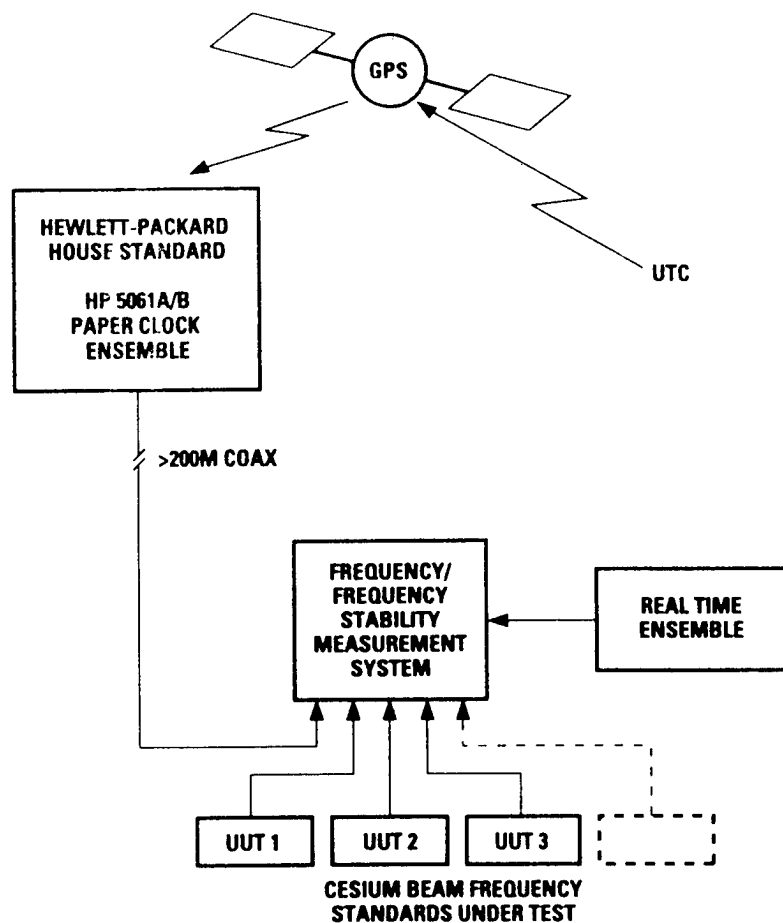 GPS
HEWLETT-PACKARD
HOUSE STANDARD
HP 5061A/B
PAPER CLOCK
ENSEMBLE
UTC
>200M COAX
FREQUENCY/
FREQUENCY
STABILITY
MEASUREMENT
SYSTEM
REAL TIME
ENSEMBLE
UUT 1
UUT 2
UUT 3
CESIUM BEAM FREQUENCY
STANDARDS UNDER TEST